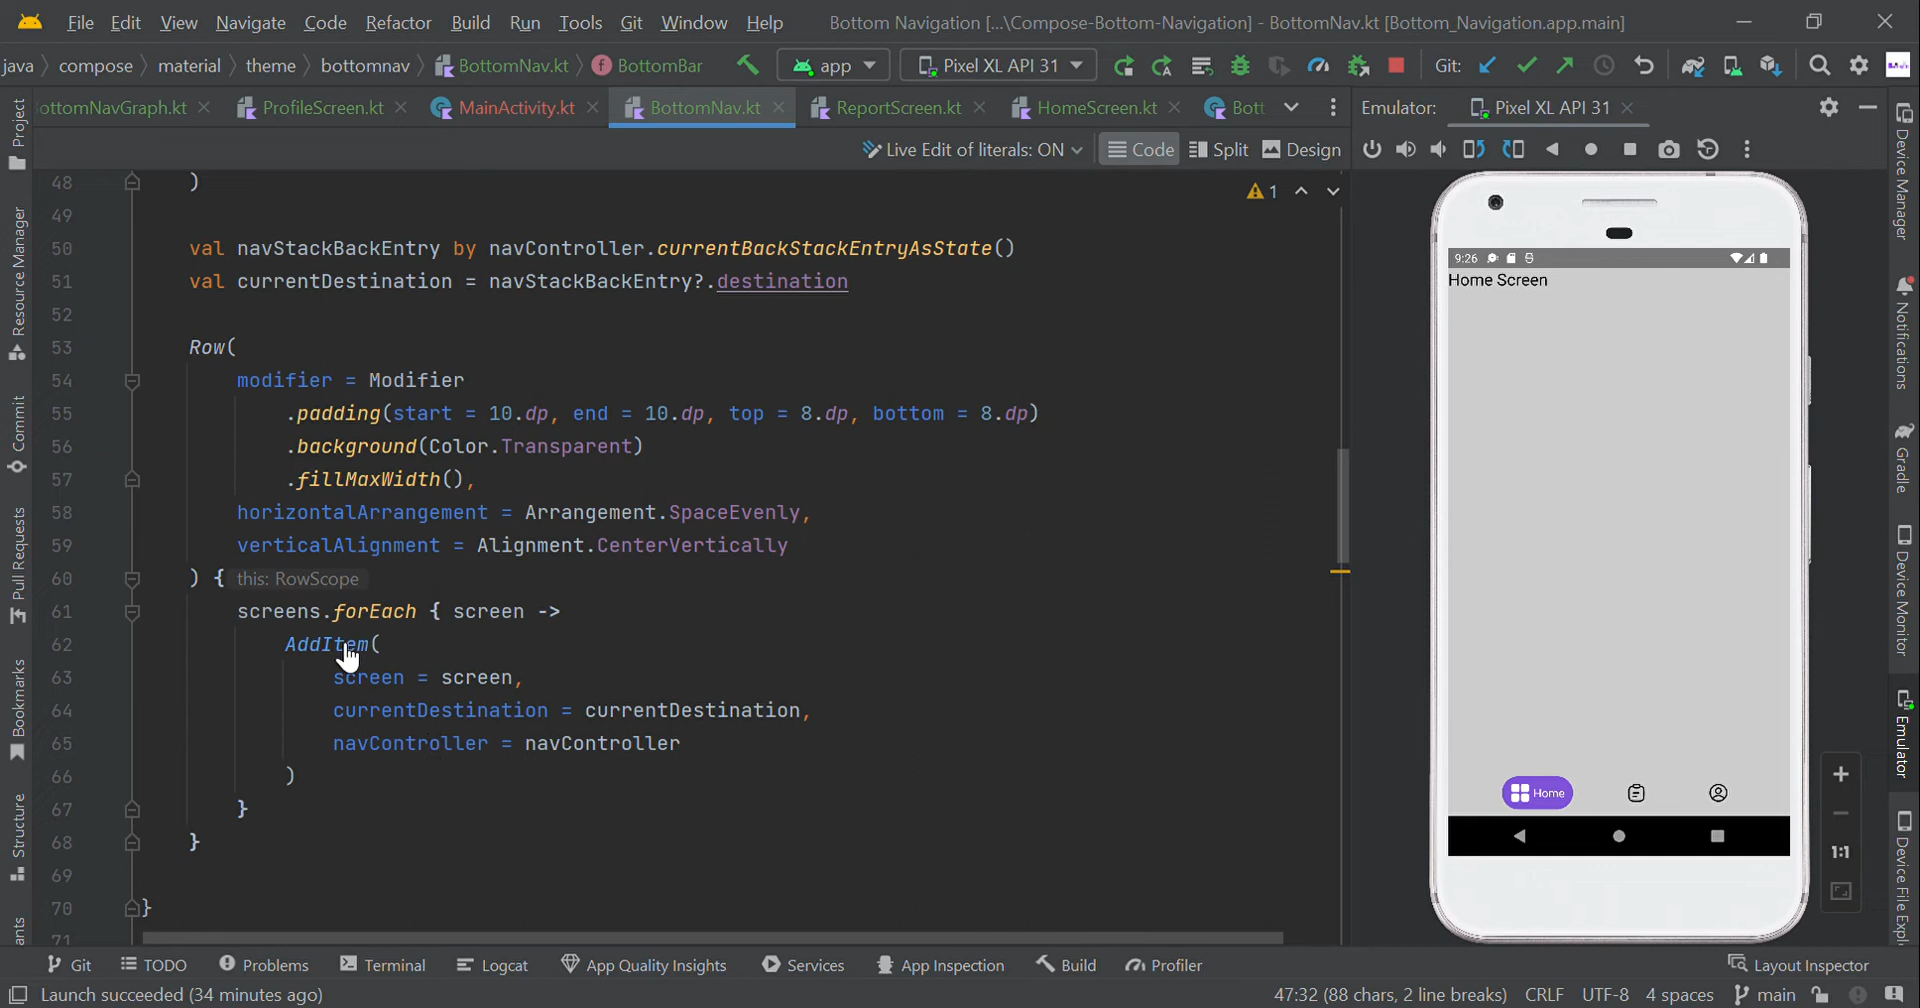 File Edit View Navigate Code Refactor Build Run Tools Git Window Help Bottom Navigation [...\Compose-Bottom-Navigation] - BottomNav.kt [Bottom_Navigation.app.main]
java compose material theme bottomnav BottomNav.kt BottomBar app Pixel XL API 31 Git:
ottomNavGraph.kt ProfileScreen.kt MainActivity.kt BottomNav.kt ReportScreen.kt HomeScreen.kt Bott Emulator: Pixel XL API 31
Live Edit of literals: ON Code Split Design
48 )
1
49
50 val navStackBackEntry by navController.currentBackStackEntryAsState()
51 val currentDestination = navStackBackEntry?.destination
52
53 Row(
54 modifier = Modifier
55 .padding(start = 10.dp, end = 10.dp, top = 8.dp, bottom = 8.dp)
56 .background(Color.Transparent)
57 .fillMaxWidth(),
58 horizontalArrangement = Arrangement.SpaceEvenly,
59 verticalAlignment = Alignment.CenterVertically
60 ) { this: RowScope
61 screens.forEach { screen ->
62 AddItem(
63 screen = screen,
64 currentDestination = currentDestination,
65 navController = navController
66 )
67 }
68 }
69
70 }
71
Project
Resource Manager
Commit
Pull Requests
Bookmarks
Structure
ants
9:26
Home Screen
Home
1:1
Device Manager
Notifications
Gradle
Device Monitor
Emulator
Device File Expl
Git TODO Problems Terminal Logcat App Quality Insights Services App Inspection Build Profiler Layout Inspector
Launch succeeded (34 minutes ago) 47:32 (88 chars, 2 line breaks) CRLF UTF-8 4 spaces main